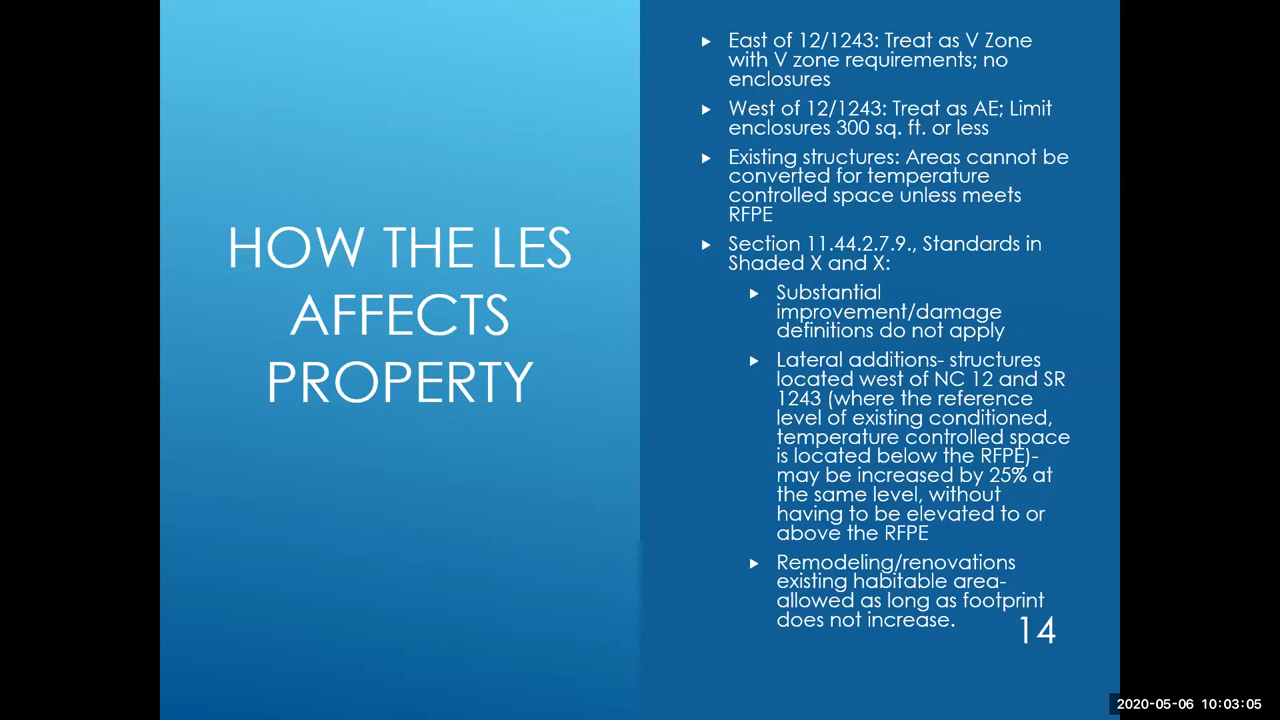 HOW THE LES
AFFECTS
PROPERTY
East of 12/1243: Treat as V Zone
with V zone requirements; no
enclosures
West of 12/1243: Treat as AE; Limit
enclosures 300 sq. ft. or less
Existing structures: Areas cannot be
converted for temperature
controlled space unless meets
RFPE
Section 11.44.2.7.9., Standards in
Shaded X and X:
Substantial
improvement/damage
definitions do not apply
Lateral additions- structures
located west of NC 12 and SR
1243 (where the reference
level of existing conditioned,
temperature controlled space
is located below the RFPE)-
may be increased by 25% at
the same level, without
having to be elevated to or
above the RFPE
Remodeling/renovations
existing habitable area-
allowed as long as footprint
does not increase.
14
2020-05-06 10:03:05